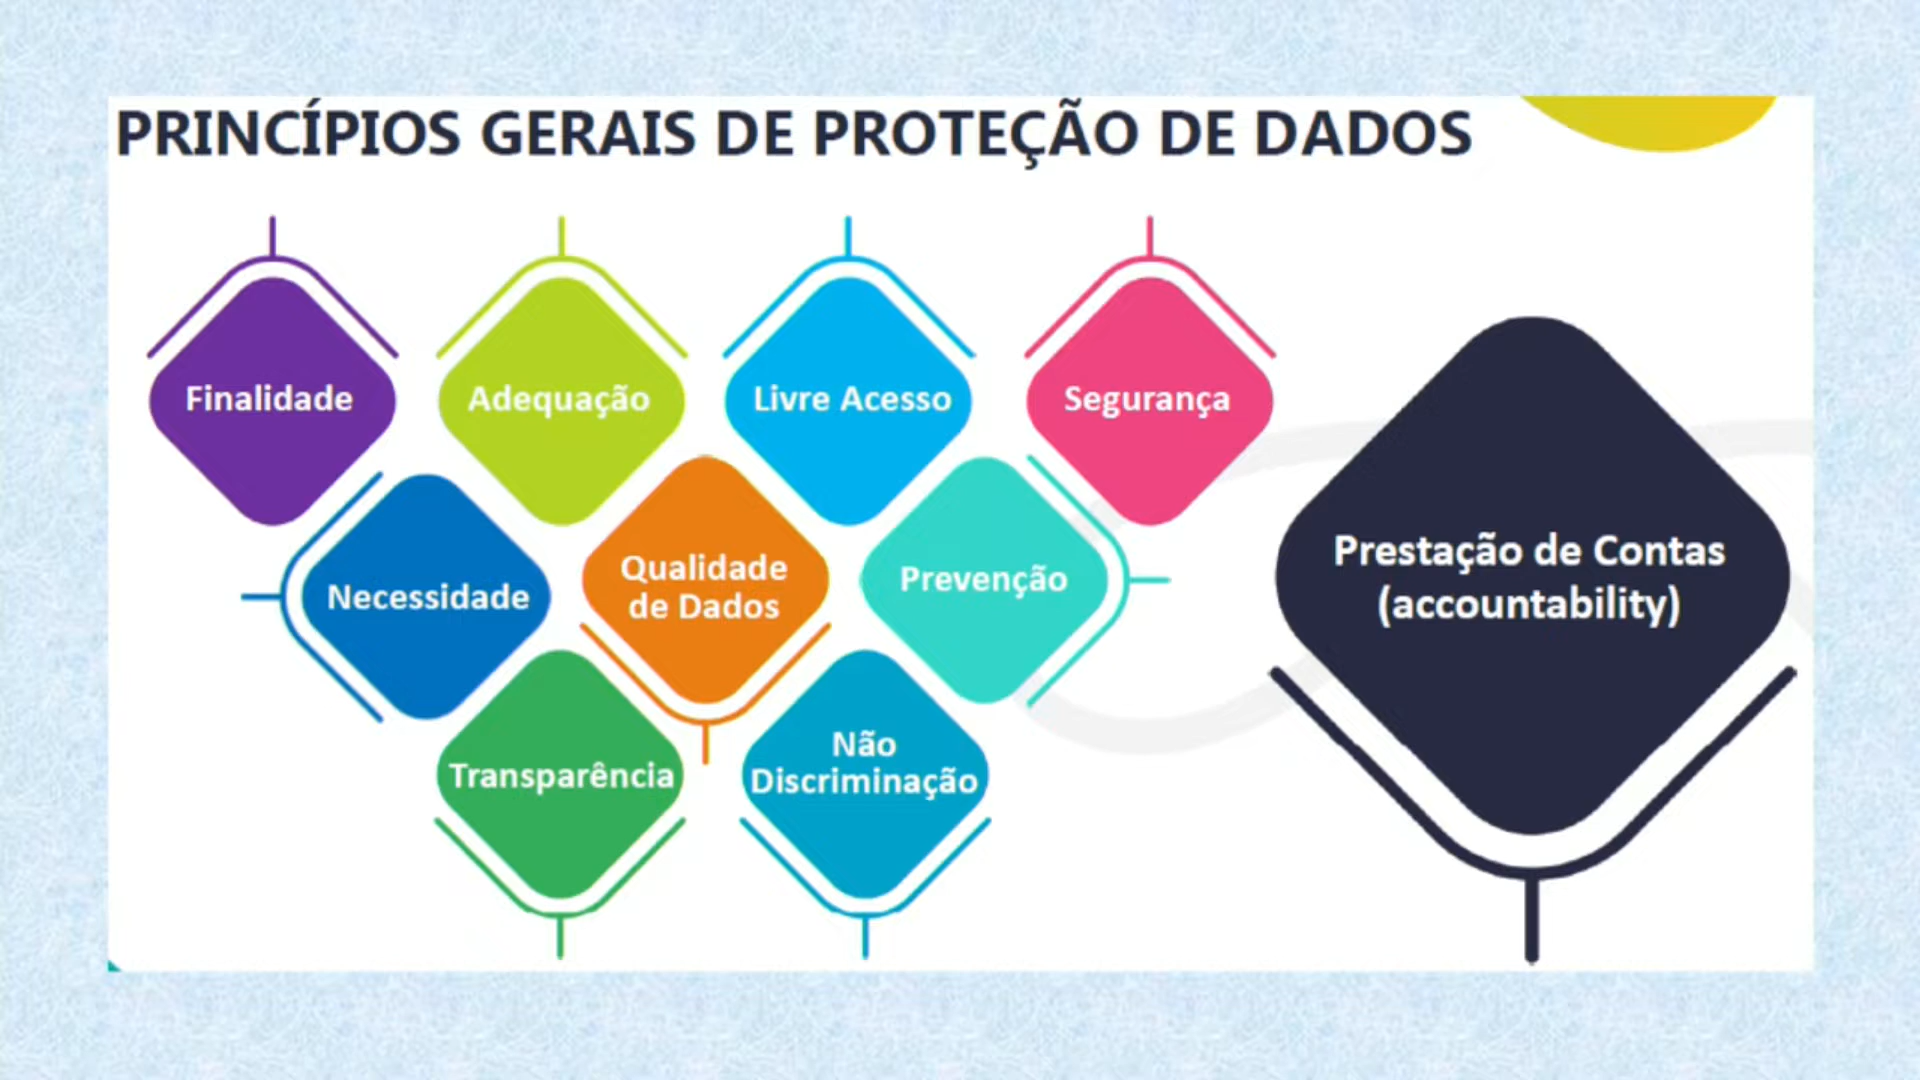 PRINCÍPIOS GERAIS DE PROTEÇÃO DE DADOS
Finalidade
Adequação
Livre Acesso
Segurança
Necessidade
Qualidade
de Dados
Prevenção
Transparência
Não
Discriminação
Prestação de Contas
(accountability)